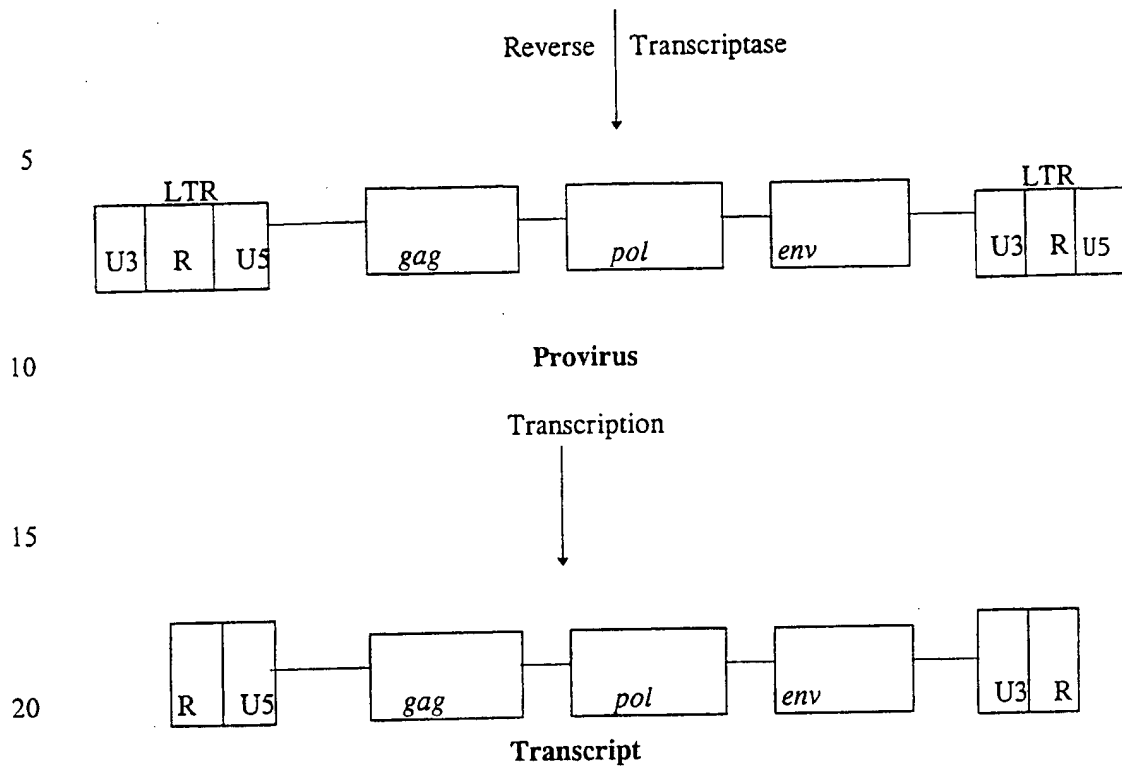 Reverse Transcriptase
5
LTR LTR
U3 R U5 gag pol env U3 R U5
10 Provirus
Transcription
15
20 R U5 gag pol env U3 R
Transcript